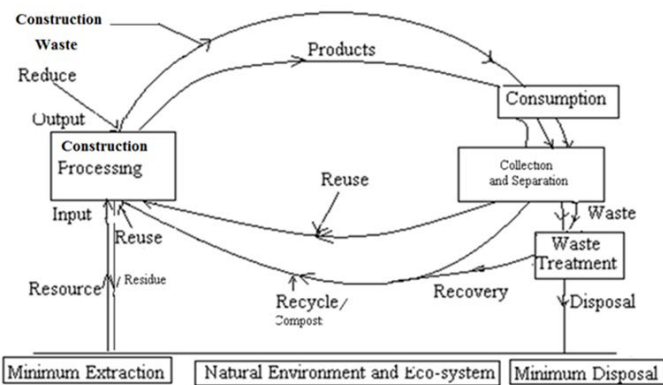 Construction
Waste
Products
Reduce
Consumption
Output
Construction
Processing
Collection
and Separation
Reuse
Input
Waste
Reuse
Waste
Treatment
Resource
/ Residue
Recycle/
Compost
Recovery
Disposal
Minimum Extraction
Natural Environment and Eco-system
Minimum Disposal